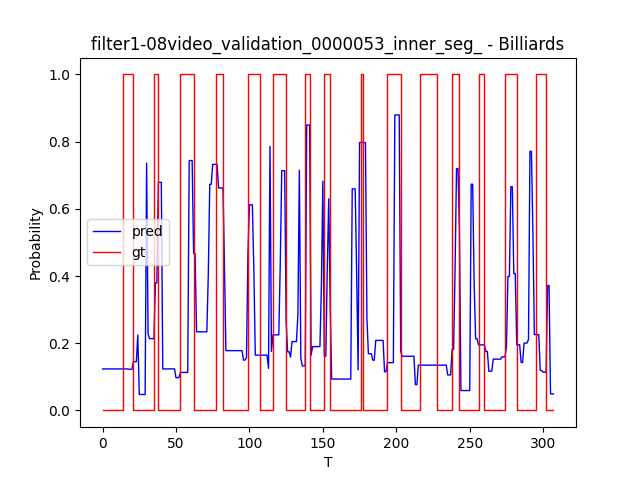 filter1-08video_validation_0000053_inner_seg_ - Billiards
1.0
0.8
0.6
0.4
0.2
0.0
Probability
pred
gt
0 50 100 150 200 250 300
T